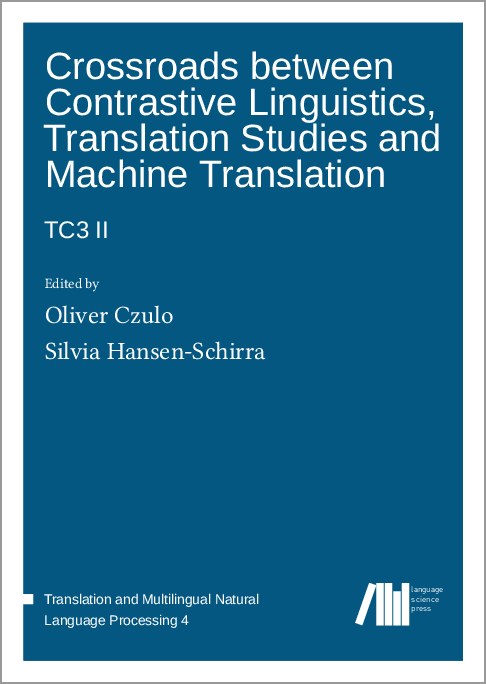 Crossroads between
Contrastive Linguistics,
Translation Studies and
Machine Translation
TC3 II
Edited by
Oliver Czulo
Silvia Hansen-Schirra
Translation and Multilingual Natural
Language Processing 4
language
science
press